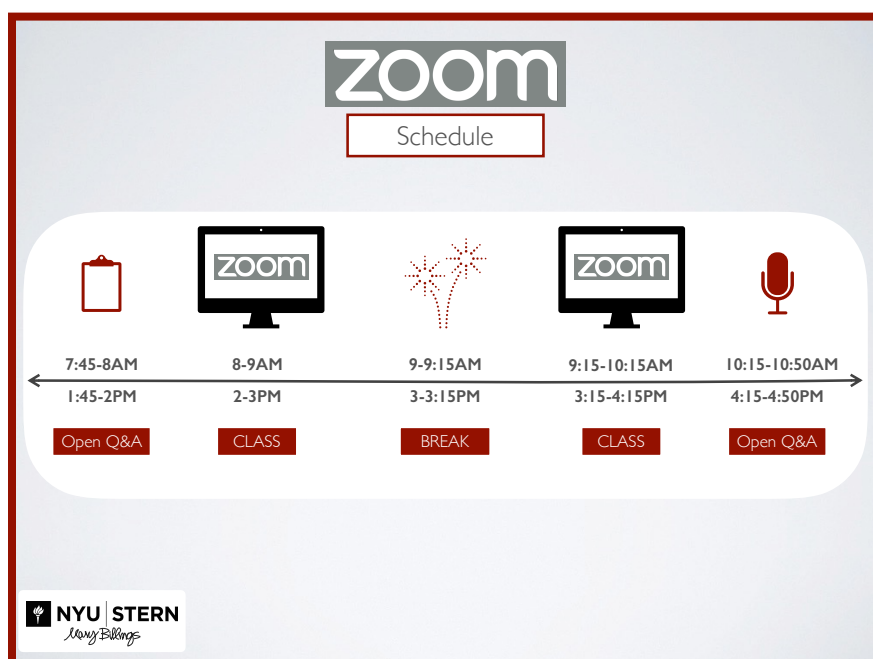 zoom
Schedule
zoom
zoom
7:45-8AM 8-9AM 9-9:15AM 9:15-10:15AM 10:15-10:50AM
1:45-2PM 2-3PM 3-3:15PM 3:15-4:15PM 4:15-4:50PM
Open Q&A CLASS BREAK CLASS Open Q&A
NYU STERN
Mary Billings